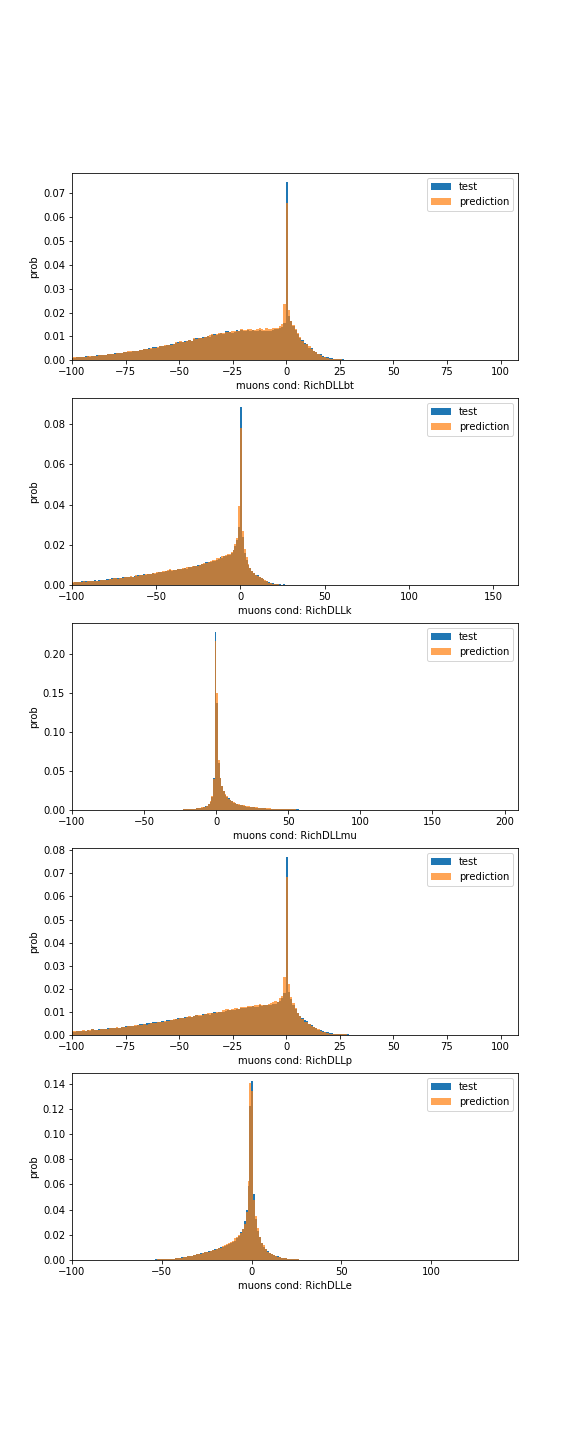 0.07
0.06
0.05
0.04
0.03
0.02
0.01
0.00
prob
test
prediction
−100 −75 −50 −25 0 25 50 75 100
muons cond: RichDLLbt
0.08
0.06
0.04
0.02
0.00
prob
test
prediction
−100 −50 0 50 100 150
muons cond: RichDLLk
0.20
0.15
0.10
0.05
0.00
prob
test
prediction
−100 −50 0 50 100 150 200
muons cond: RichDLLmu
0.08
0.07
0.06
0.05
0.04
0.03
0.02
0.01
0.00
prob
test
prediction
−100 −75 −50 −25 0 25 50 75 100
muons cond: RichDLLp
0.14
0.12
0.10
0.08
0.06
0.04
0.02
0.00
prob
test
prediction
−100 −50 0 50 100
muons cond: RichDLLe